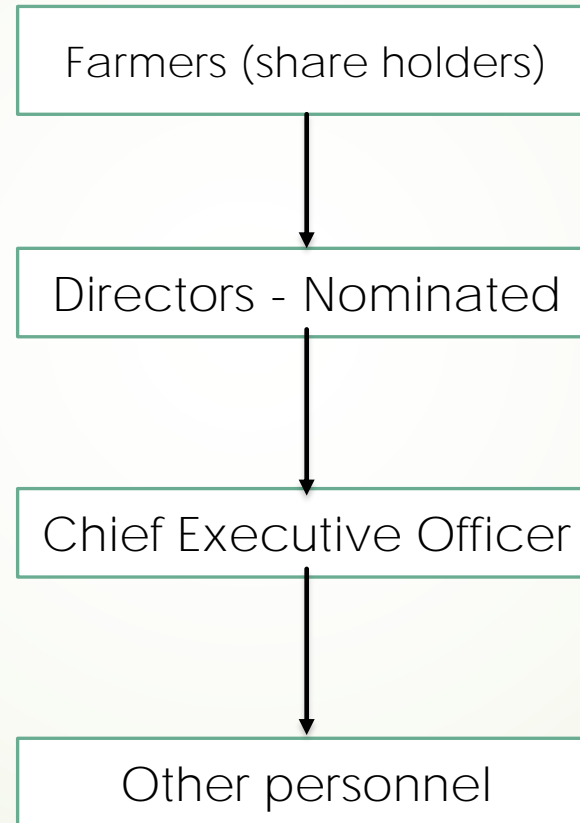 Farmers (share holders)
Directors - Nominated
Chief Executive Officer
Other personnel